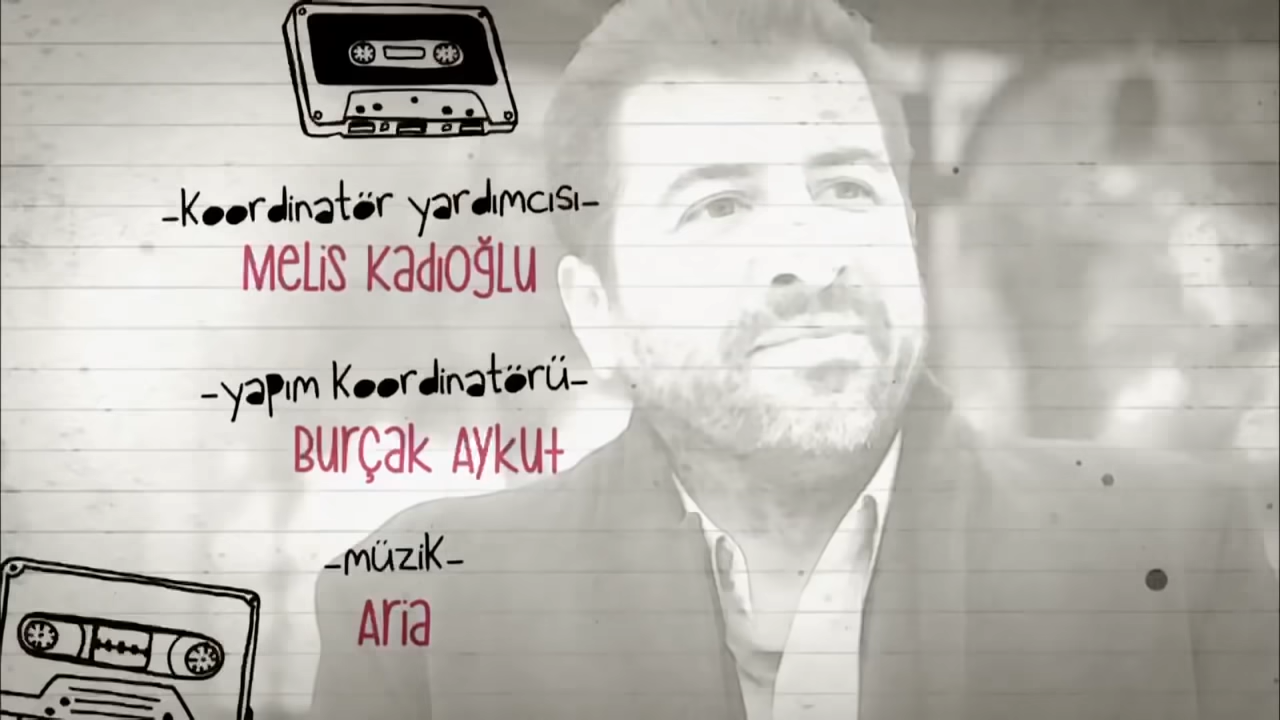 -Koordinatör yardımcısı-
Melis Kadıoğlu
-yapım Koordinatörü-
Burçak Aykut
-müzik-
Aria